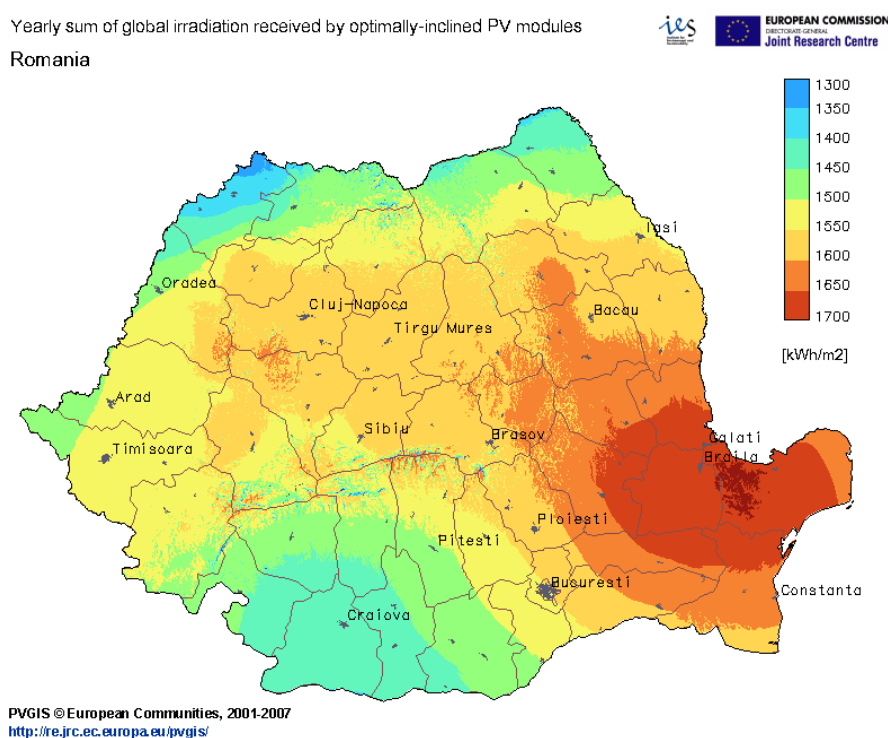 Yearly sum of global irradiation received by optimally-inclined PV modules
Romania
ies
EUROPEAN COMMISSION
DIRECTORATE-GENERAL
Joint Research Centre
1300
1350
1400
1450
1500
1550
1600
1650
1700
[kWh/m2]
Iasi
Oradea
Cluj-Napoca
Bacau
Tirgu Mures
Arad
Sibiu
Brasov
Galati
Timisoara
Braila
Ploiesti
Pitesti
Bucuresti
Constanta
Craiova
PVGIS © European Communities, 2001-2007
http://re.jrc.ec.europa.eu/pvgis/